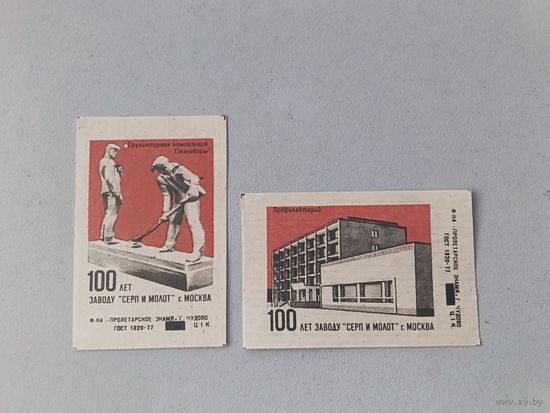 Скульптурная композиция
"Сталевары"
100 ЛЕТ
ЗАВОДУ "СЕРП И МОЛОТ" г. МОСКВА
Ф-КА «ПРОЛЕТАРСКОЕ ЗНАМЯ» Г. ЧУДОВО
ГОСТ 1820-77 Ц 1 К
Профилакторий
100 ЛЕТ ЗАВОДУ "СЕРП И МОЛОТ" г. МОСКВА
Ф-КА «ПРОЛЕТАРСКОЕ ЗНАМЯ» Г. ЧУДОВО
ГОСТ 1820-77 Ц 1 К
www.ay.by